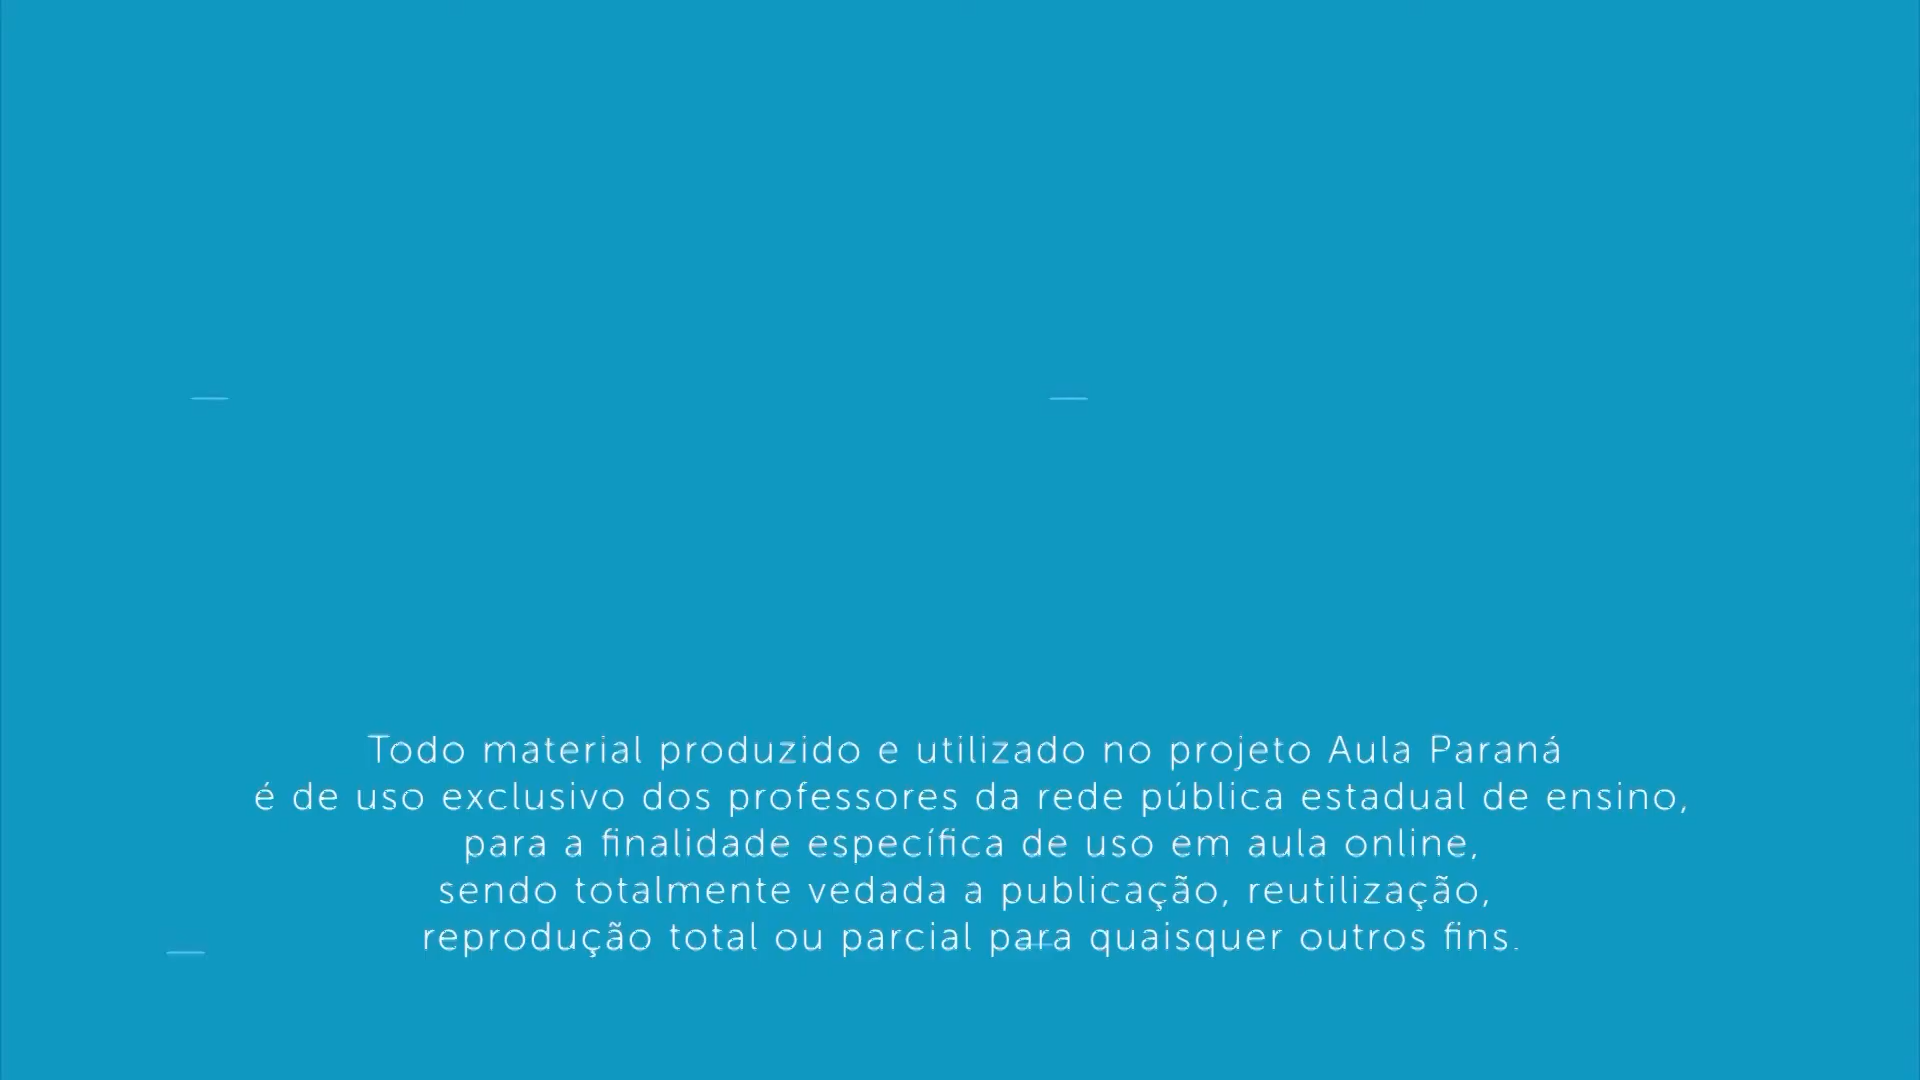 Todo material produzido e utilizado no projeto Aula Paraná
é de uso exclusivo dos professores da rede pública estadual de ensino,
para a finalidade específica de uso em aula online,
sendo totalmente vedada a publicação, reutilização,
reprodução total ou parcial para quaisquer outros fins.